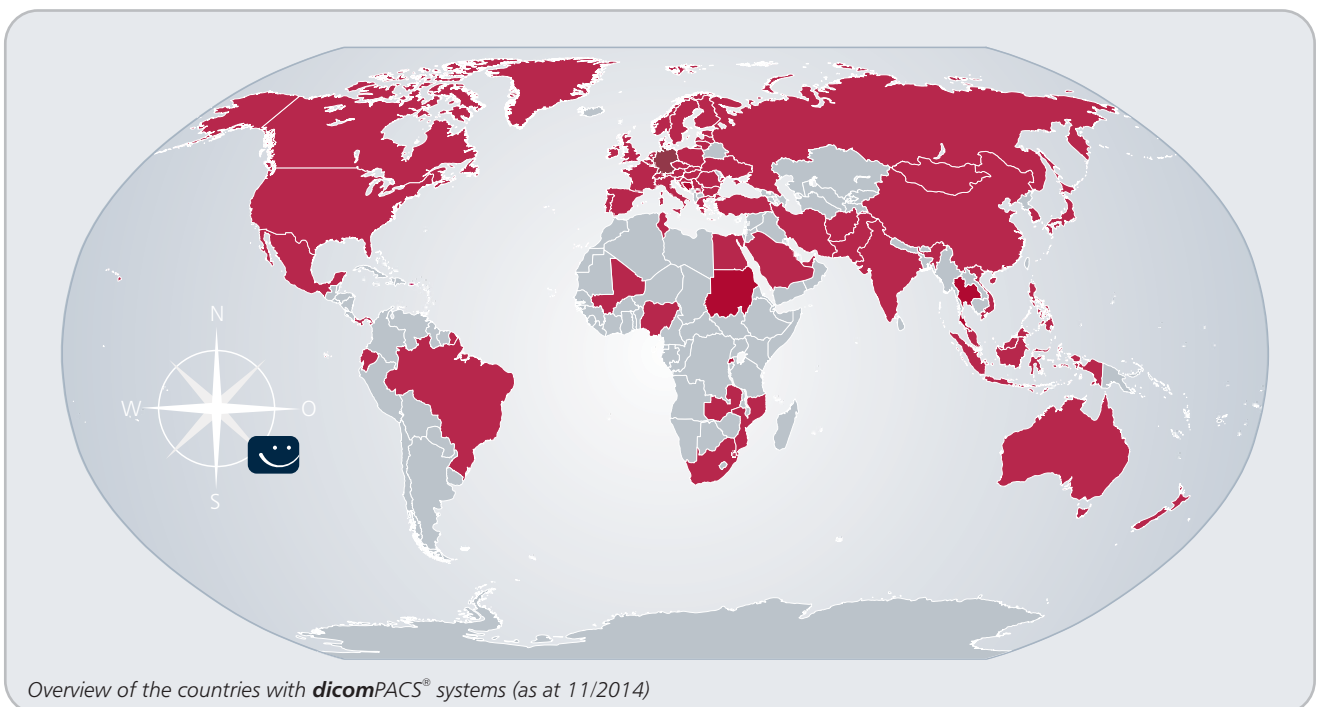 N
W
O
S
Overview of the countries with dicomPACS® systems (as at 11/2014)